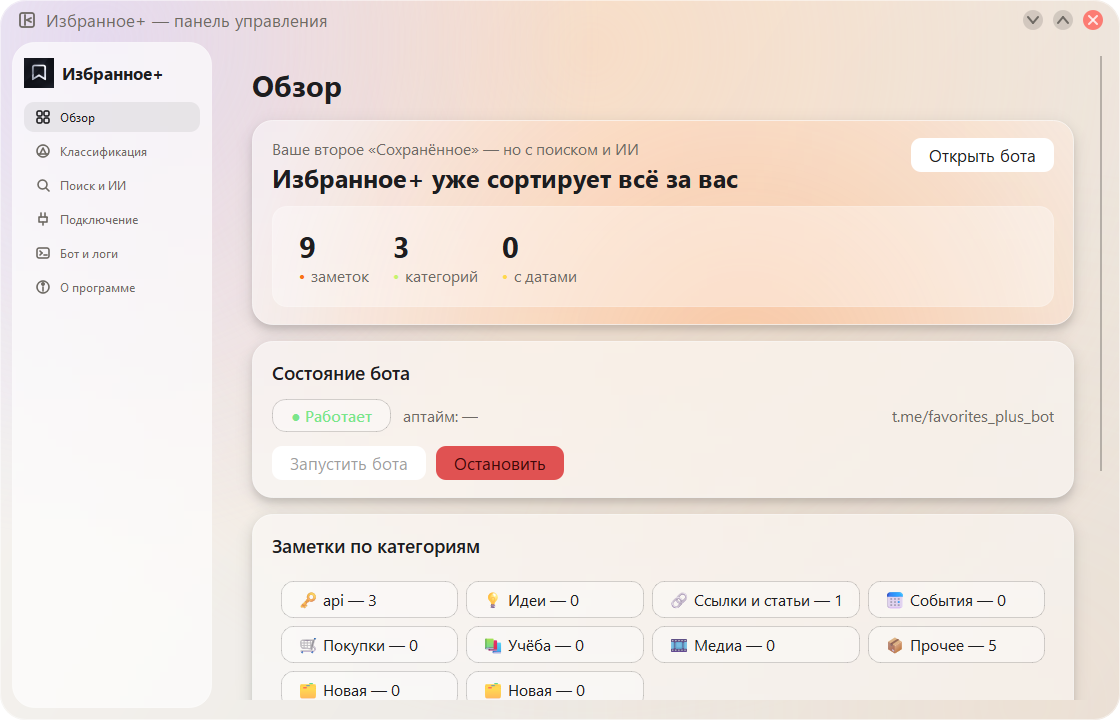 Избранное+ — панель управления
Избранное+
Обзор
Классификация
Поиск и ИИ
Подключение
Бот и логи
О программе
Обзор
Ваше второе «Сохранённое» — но с поиском и ИИ
Избранное+ уже сортирует всё за вас
Открыть бота
9 3 0
заметок категорий с датами
Состояние бота
Работает аптайм: — t.me/favorites_plus_bot
Запустить бота Остановить
Заметки по категориям
api — 3 Идеи — 0 Ссылки и статьи — 1 События — 0
Покупки — 0 Учёба — 0 Медиа — 0 Прочее — 5
Новая — 0 Новая — 0